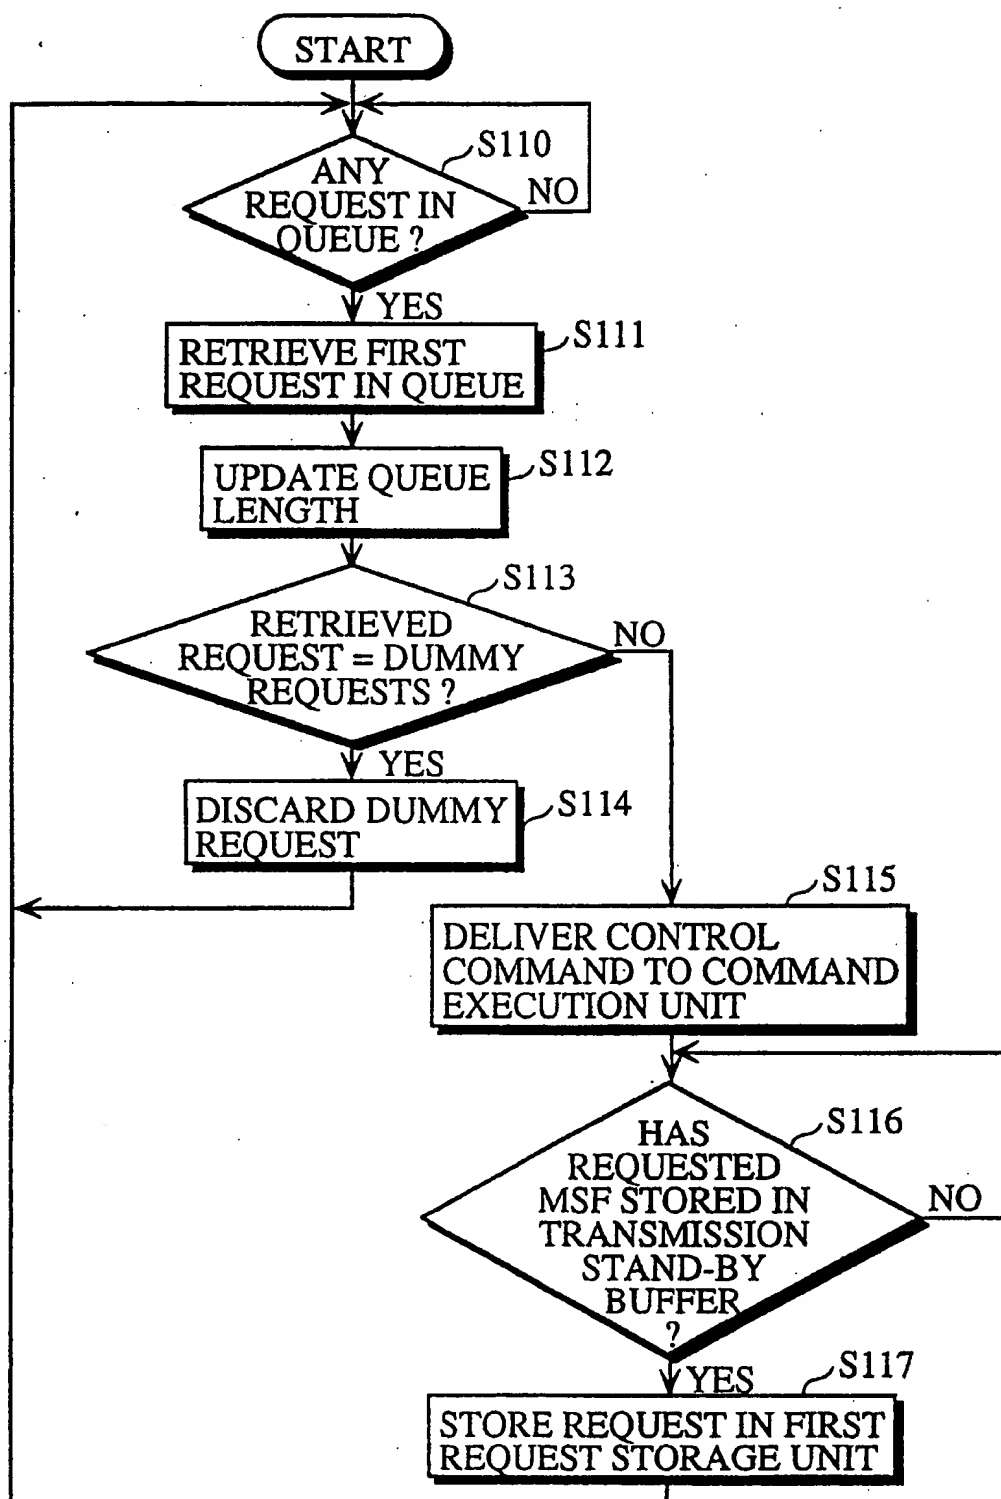 START
S110
ANY
REQUEST IN
QUEUE ?
NO
YES
S111
RETRIEVE FIRST
REQUEST IN QUEUE
S112
UPDATE QUEUE
LENGTH
S113
RETRIEVED
REQUEST = DUMMY
REQUESTS ?
NO
YES
S114
DISCARD DUMMY
REQUEST
S115
DELIVER CONTROL
COMMAND TO COMMAND
EXECUTION UNIT
S116
HAS
REQUESTED
MSF STORED IN
TRANSMISSION
STAND-BY
BUFFER
?
NO
YES
S117
STORE REQUEST IN FIRST
REQUEST STORAGE UNIT